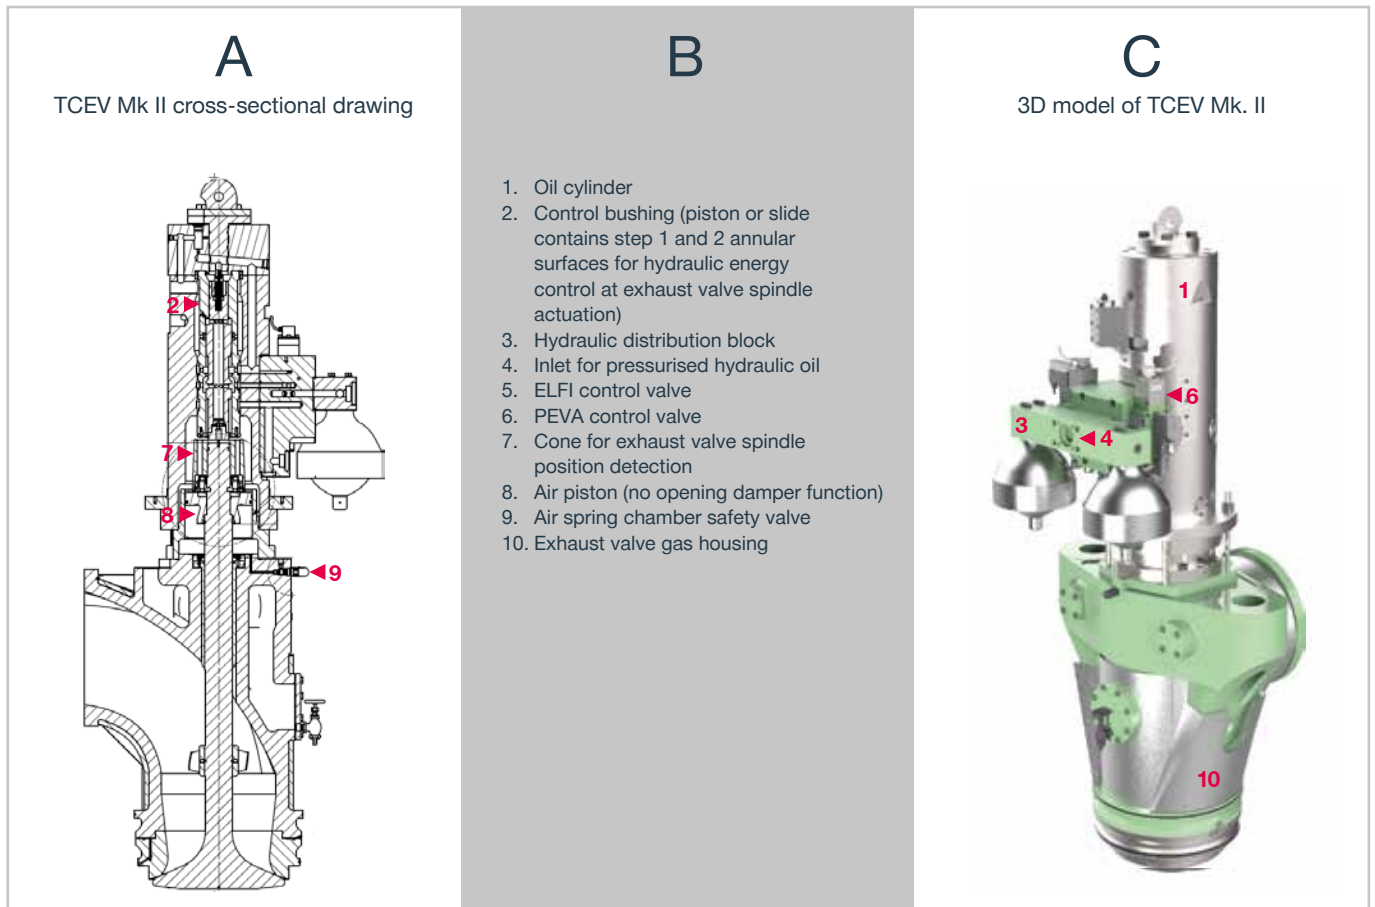 A
TCEV Mk II cross-sectional drawing
2
7
8
9
B
1. Oil cylinder
2. Control bushing (piston or slide
contains step 1 and 2 annular
surfaces for hydraulic energy
control at exhaust valve spindle
actuation)
3. Hydraulic distribution block
4. Inlet for pressurised hydraulic oil
5. ELFI control valve
6. PEVA control valve
7. Cone for exhaust valve spindle
position detection
8. Air piston (no opening damper function)
9. Air spring chamber safety valve
10. Exhaust valve gas housing
C
3D model of TCEV Mk. II
1
6
3
4
10